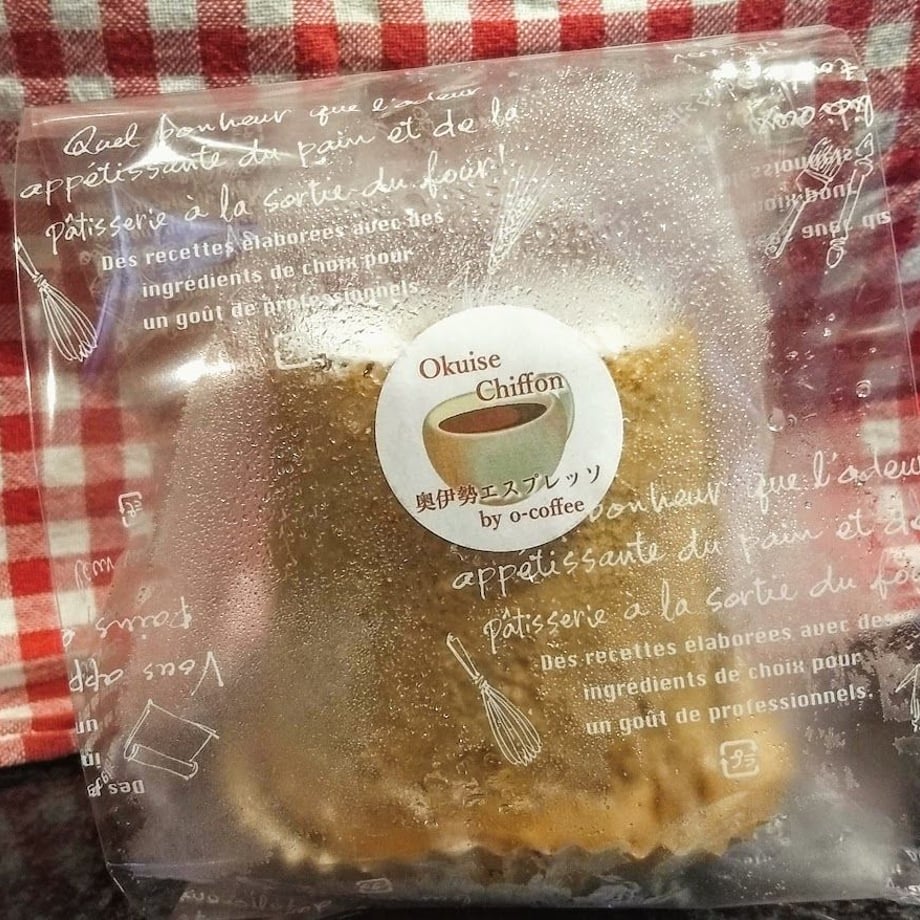 Quel bonheur que l'odeur
appétissante du pain et de la
pâtisserie à la sortie du four!
Des recettes élaborées avec des
ingrédients de choix pour
un goût de professionnels.
Okuise
Chiffon
奥伊勢エスプレッソ
by o-coffee
bonheur que l'odeur
appétissante du pain et de
pâtisserie à la sortie du
Des recettes élaborées avec des
ingrédients de choix pour
un goût de professionnels.
プラ